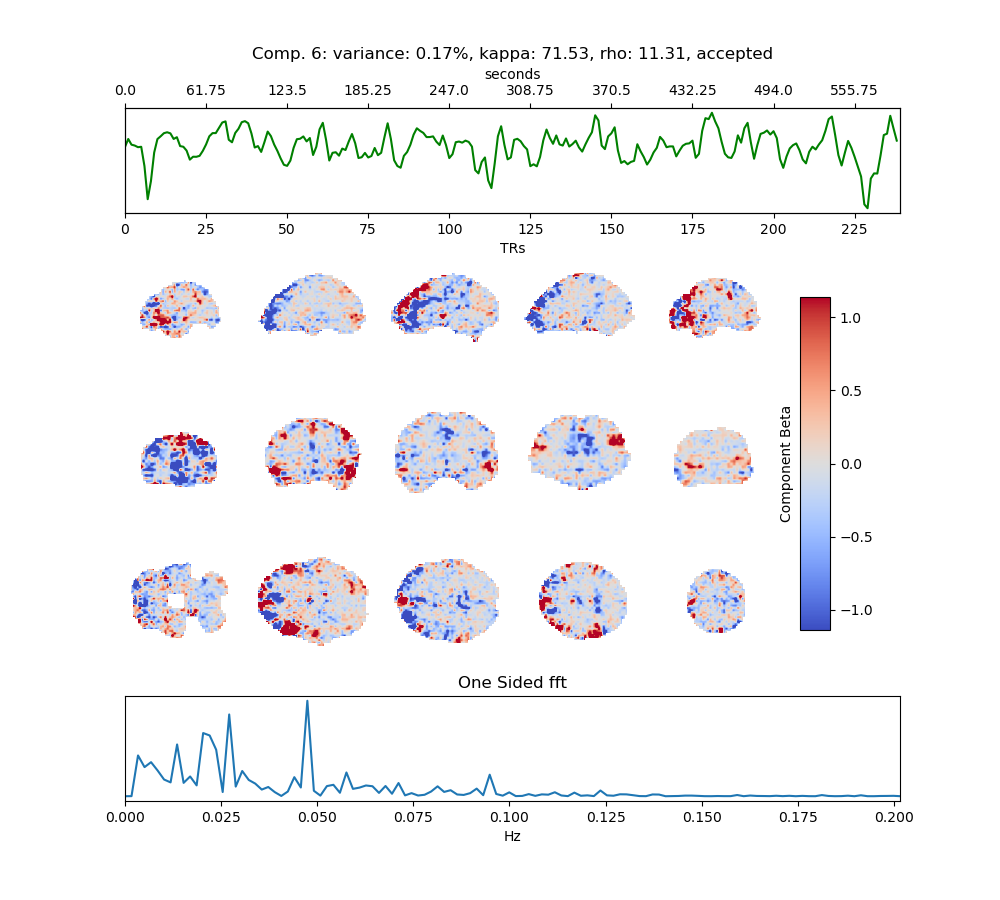 Comp. 6: variance: 0.17%, kappa: 71.53, rho: 11.31, accepted
seconds
0.0 61.75 123.5 185.25 247.0 308.75 370.5 432.25 494.0 555.75
0 25 50 75 100 125 150 175 200 225
TRs
1.0
0.5
0.0
−0.5
−1.0
Component Beta
One Sided fft
0.000 0.025 0.050 0.075 0.100 0.125 0.150 0.175 0.200
Hz